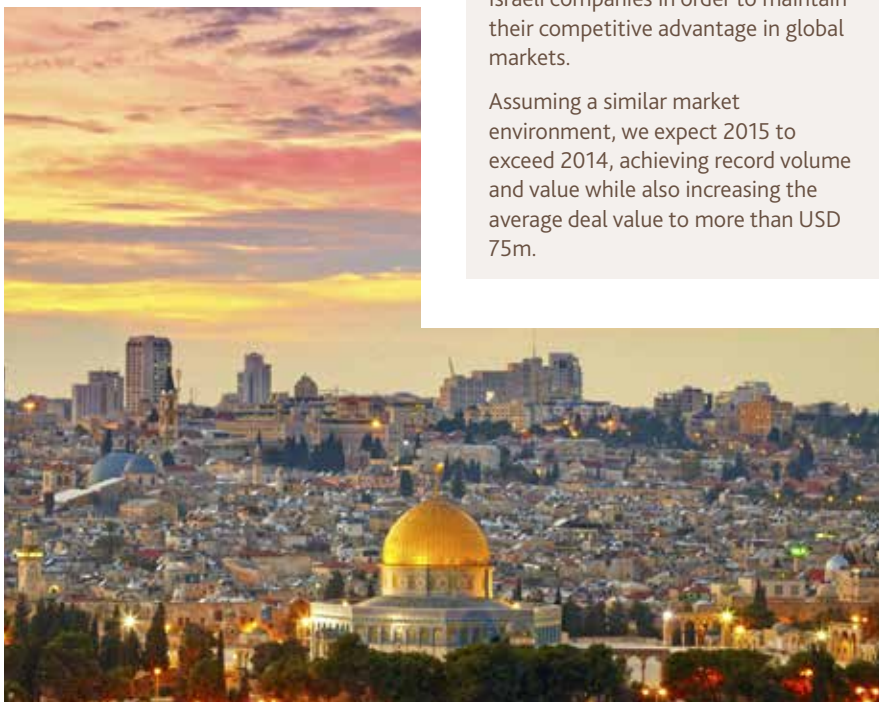 Israeli companies in order to maintain
their competitive advantage in global
markets.
Assuming a similar market
environment, we expect 2015 to
exceed 2014, achieving record volume
and value while also increasing the
average deal value to more than USD
75m.